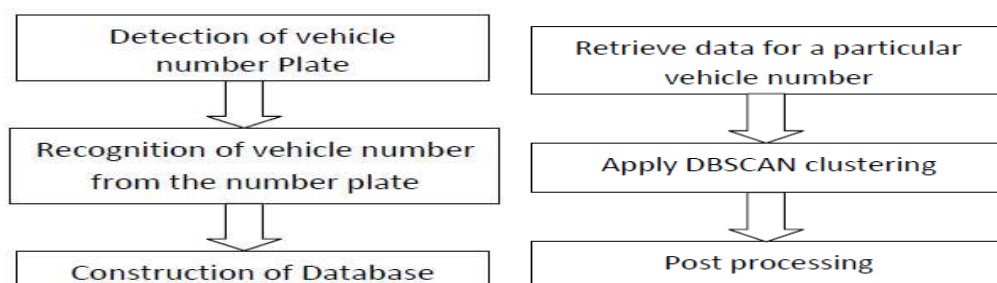 Detection of vehicle
number Plate
Recognition of vehicle number
from the number plate
Construction of Database
Retrieve data for a particular
vehicle number
Apply DBSCAN clustering
Post processing